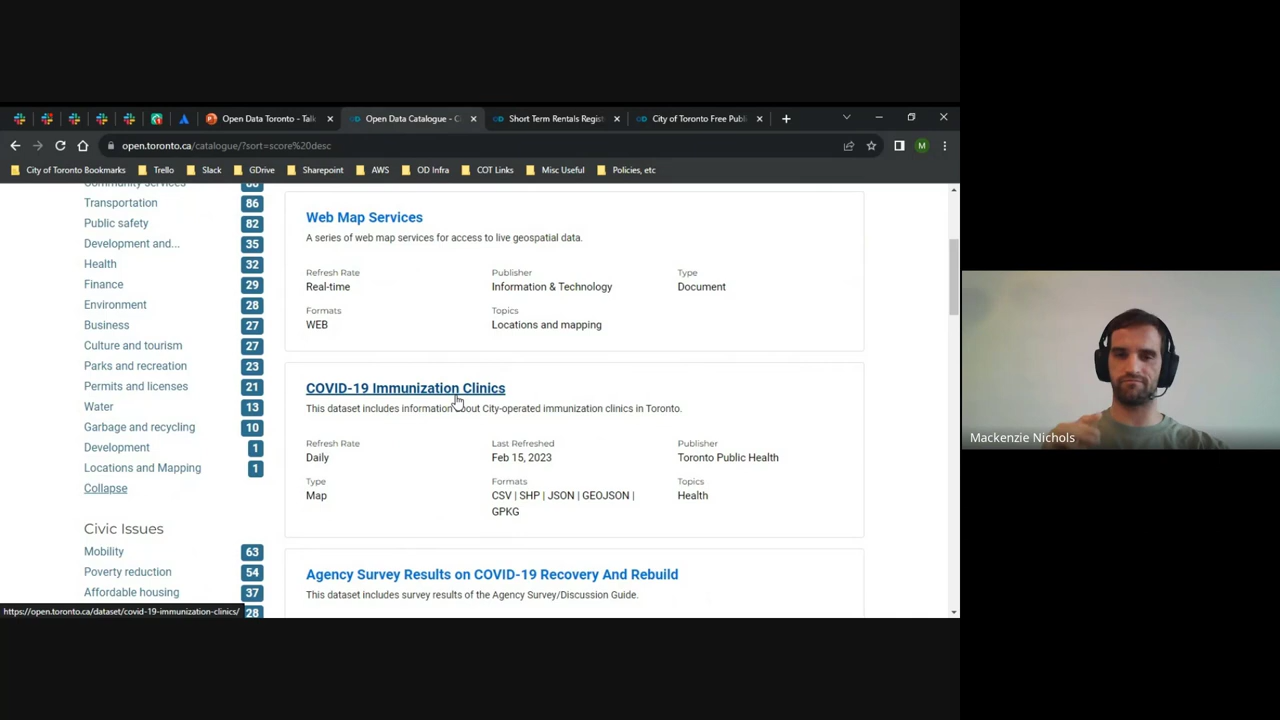 Open Data Toronto - Talk
Open Data Catalogue - C
Short Term Rentals Regist
City of Toronto Free Publ
open.toronto.ca/catalogue/?sort=score%20desc
M
City of Toronto Bookmarks
Trello
Slack
GDrive
Sharepoint
AWS
OD Infra
COT Links
Misc Useful
Policies, etc
Community services
Transportation 86
Public safety 82
Development and... 35
Health 32
Finance 29
Environment 28
Business 27
Culture and tourism 27
Parks and recreation 23
Permits and licenses 21
Water 13
Garbage and recycling 10
Development 1
Locations and Mapping 1
Collapse
Civic Issues
Mobility 63
Poverty reduction 54
Affordable housing 37
28
https://open.toronto.ca/dataset/covid-19-immunization-clinics/
Web Map Services
A series of web map services for access to live geospatial data.
Refresh Rate
Real-time
Publisher
Information & Technology
Type
Document
Formats
WEB
Topics
Locations and mapping
COVID-19 Immunization Clinics
This dataset includes information about City-operated immunization clinics in Toronto.
Refresh Rate
Daily
Last Refreshed
Feb 15, 2023
Publisher
Toronto Public Health
Type
Map
Formats
CSV | SHP | JSON | GEOJSON |
GPKG
Topics
Health
Agency Survey Results on COVID-19 Recovery And Rebuild
This dataset includes survey results of the Agency Survey/Discussion Guide.
Mackenzie Nichols